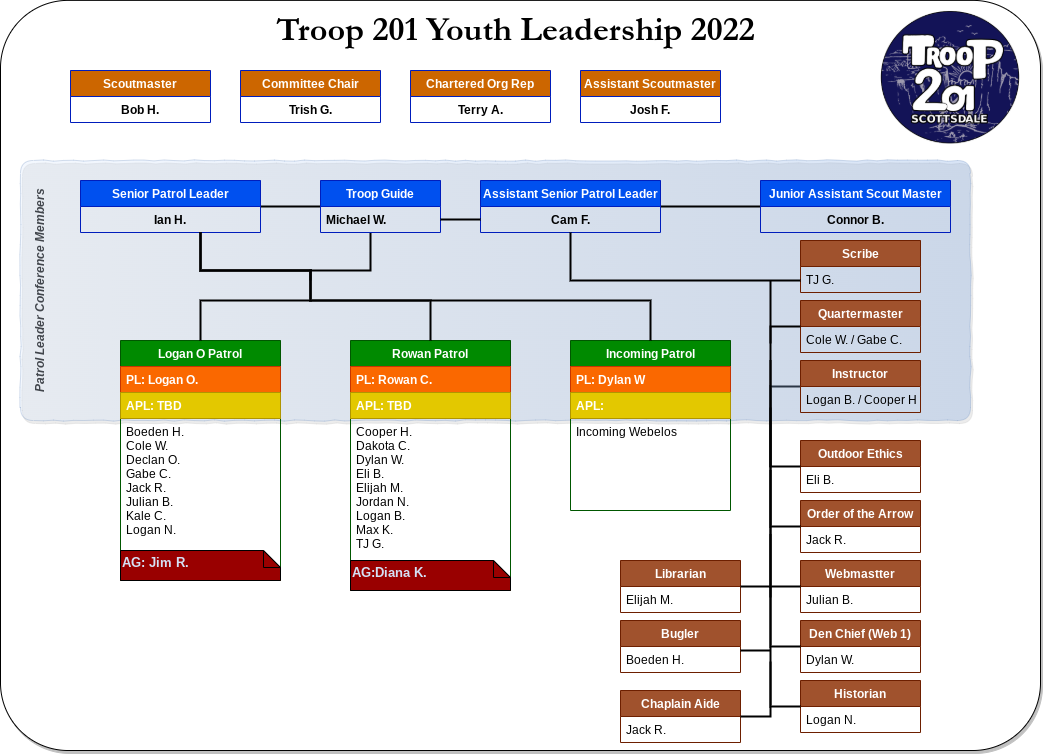 Troop 201 Youth Leadership 2022
TROOP
201
SCOTTSDALE
Scoutmaster
Bob H.
Committee Chair
Trish G.
Chartered Org Rep
Terry A.
Assistant Scoutmaster
Josh F.
Patrol Leader Conference Members
Senior Patrol Leader
Ian H.
Troop Guide
Michael W.
Assistant Senior Patrol Leader
Cam F.
Junior Assistant Scout Master
Connor B.
Scribe
TJ G.
Quartermaster
Cole W. / Gabe C.
Instructor
Logan B. / Cooper H
Logan O Patrol
PL: Logan O.
APL: TBD
Boeden H.
Cole W.
Declan O.
Gabe C.
Jack R.
Julian B.
Kale C.
Logan N.
AG: Jim R.
Rowan Patrol
PL: Rowan C.
APL: TBD
Cooper H.
Dakota C.
Dylan W.
Eli B.
Elijah M.
Jordan N.
Logan B.
Max K.
TJ G.
AG:Diana K.
Incoming Patrol
PL: Dylan W
APL:
Incoming Webelos
Outdoor Ethics
Eli B.
Order of the Arrow
Jack R.
Librarian
Elijah M.
Webmastter
Julian B.
Bugler
Boeden H.
Den Chief (Web 1)
Dylan W.
Chaplain Aide
Jack R.
Historian
Logan N.